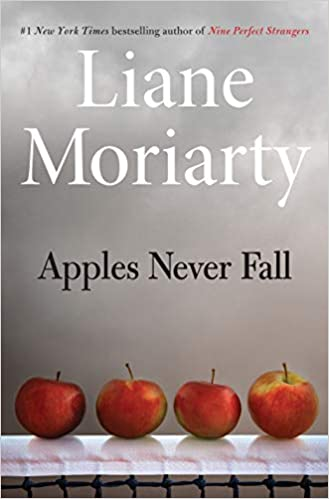 #1 New York Times bestselling author of Nine Perfect Strangers
Liane
Moriarty
Apples Never Fall